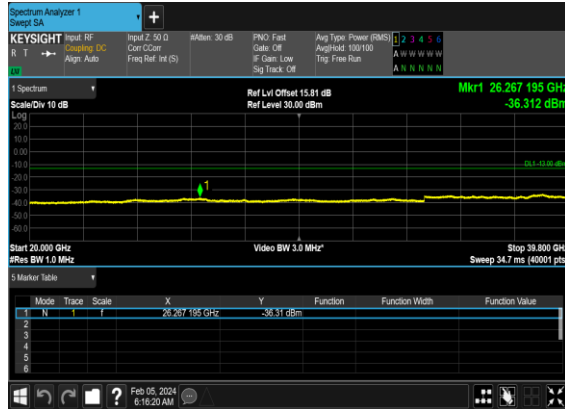 Spectrum Analyzer 1
Swept SA
KEYSIGHT Input: RF Input Z: 50 Ω #Atten: 30 dB PNO: Fast Avg Type: Power (RMS) 1 2 3 4 5 6
R T Coupling: DC Corr CCorr Gate: Off Avg|Hold: 100/100 A W W W W W
Align: Auto Freq Ref: Int (S) IF Gain: Low Trig: Free Run
Sig Track: Off A N N N N N
1 Spectrum Ref Lvl Offset 15.81 dB Mkr1 26.267 195 GHz
Scale/Div 10 dB Ref Level 30.00 dBm -36.312 dBm
Log
20.0
10.0
0.00
-10.0 DL1 -13.00 dBm
-20.0
-30.0 1
-40.0
-50.0
-60.0
Start 20.000 GHz Video BW 3.0 MHz* Stop 39.800 GHz
#Res BW 1.0 MHz Sweep 34.7 ms (40001 pts)
5 Marker Table
Mode Trace Scale X Y Function Function Width Function Value
1 N 1 f 26.267 195 GHz -36.31 dBm
2
3
4
5
6
? Feb 05, 2024
6:16:20 AM